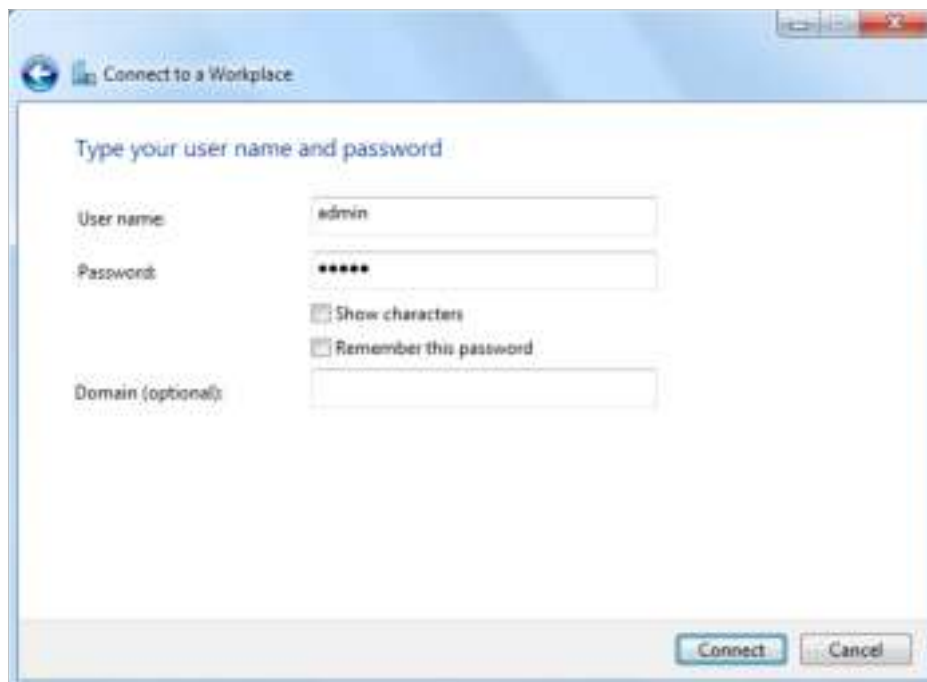 Connect to a Workplace
Type your user name and password
User name: admin
Password: •••••
Show characters
Remember this password
Domain (optional):
Connect Cancel